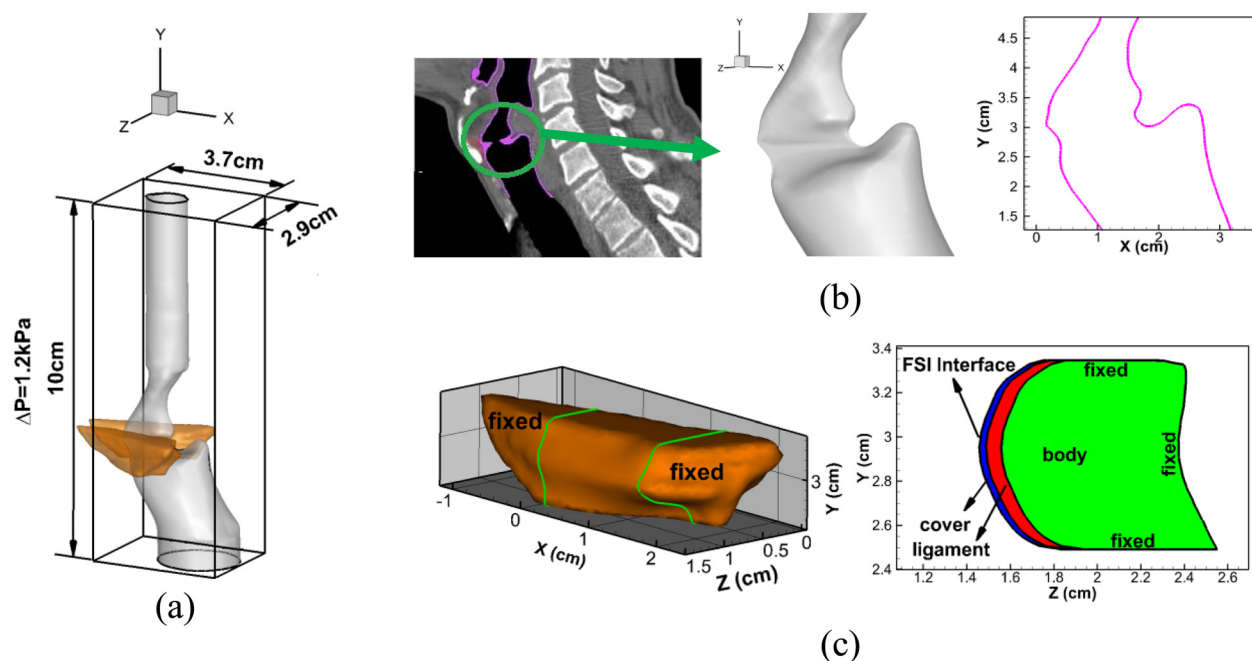 Y
Z
X
3.7cm
2.9cm
ΔP=1.2kPa
10cm
(a)
Y
Z
X
4.5
4
3.5
3
2.5
2
1.5
Y (cm)
0
1
2
3
X (cm)
(b)
fixed
fixed
3
Y (cm)
-1
0
1
2
X (cm)
1.5
1
0.5
0
Z (cm)
3.4
3.2
3
2.8
2.6
2.4
Y (cm)
FSI Interface
fixed
body
fixed
cover
ligament
fixed
1.2
1.4
1.6
1.8
2
2.2
2.4
2.6
Z (cm)
(c)